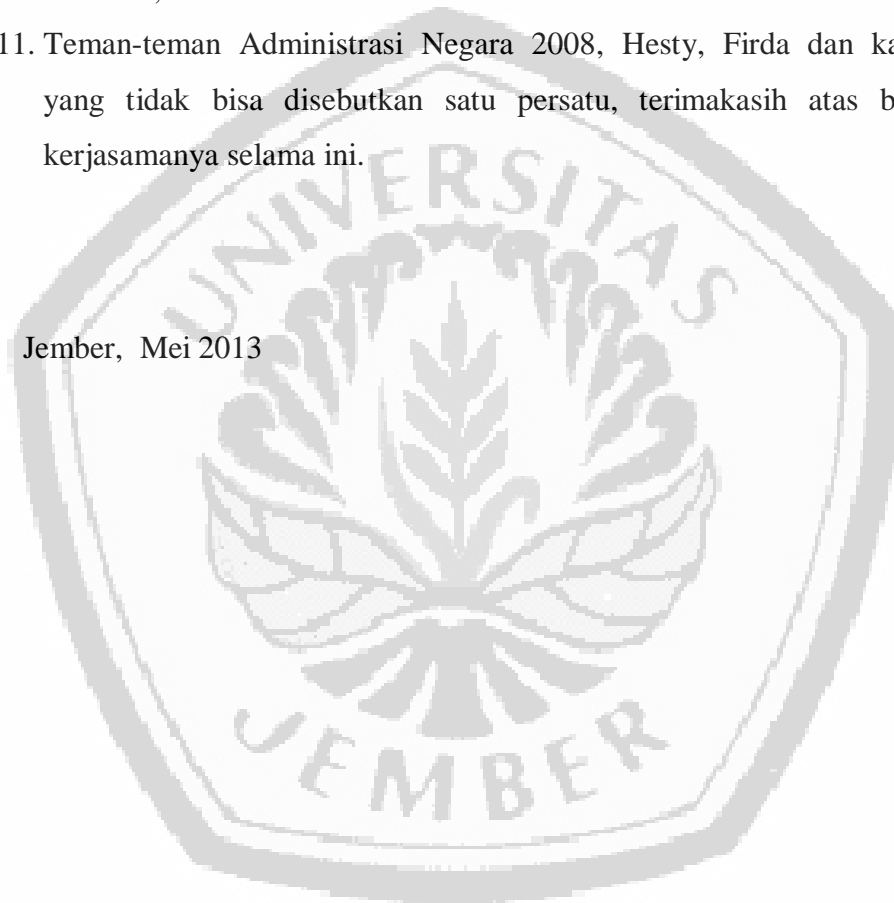 11. Teman-teman Administrasi Negara 2008, Hesty, Firda dan
yang tidak bisa disebutkan satu persatu, terimakasih atas
kerjasamanya selama ini.
UNIVERSITAS
Jember, Mei 2013
JEMBER